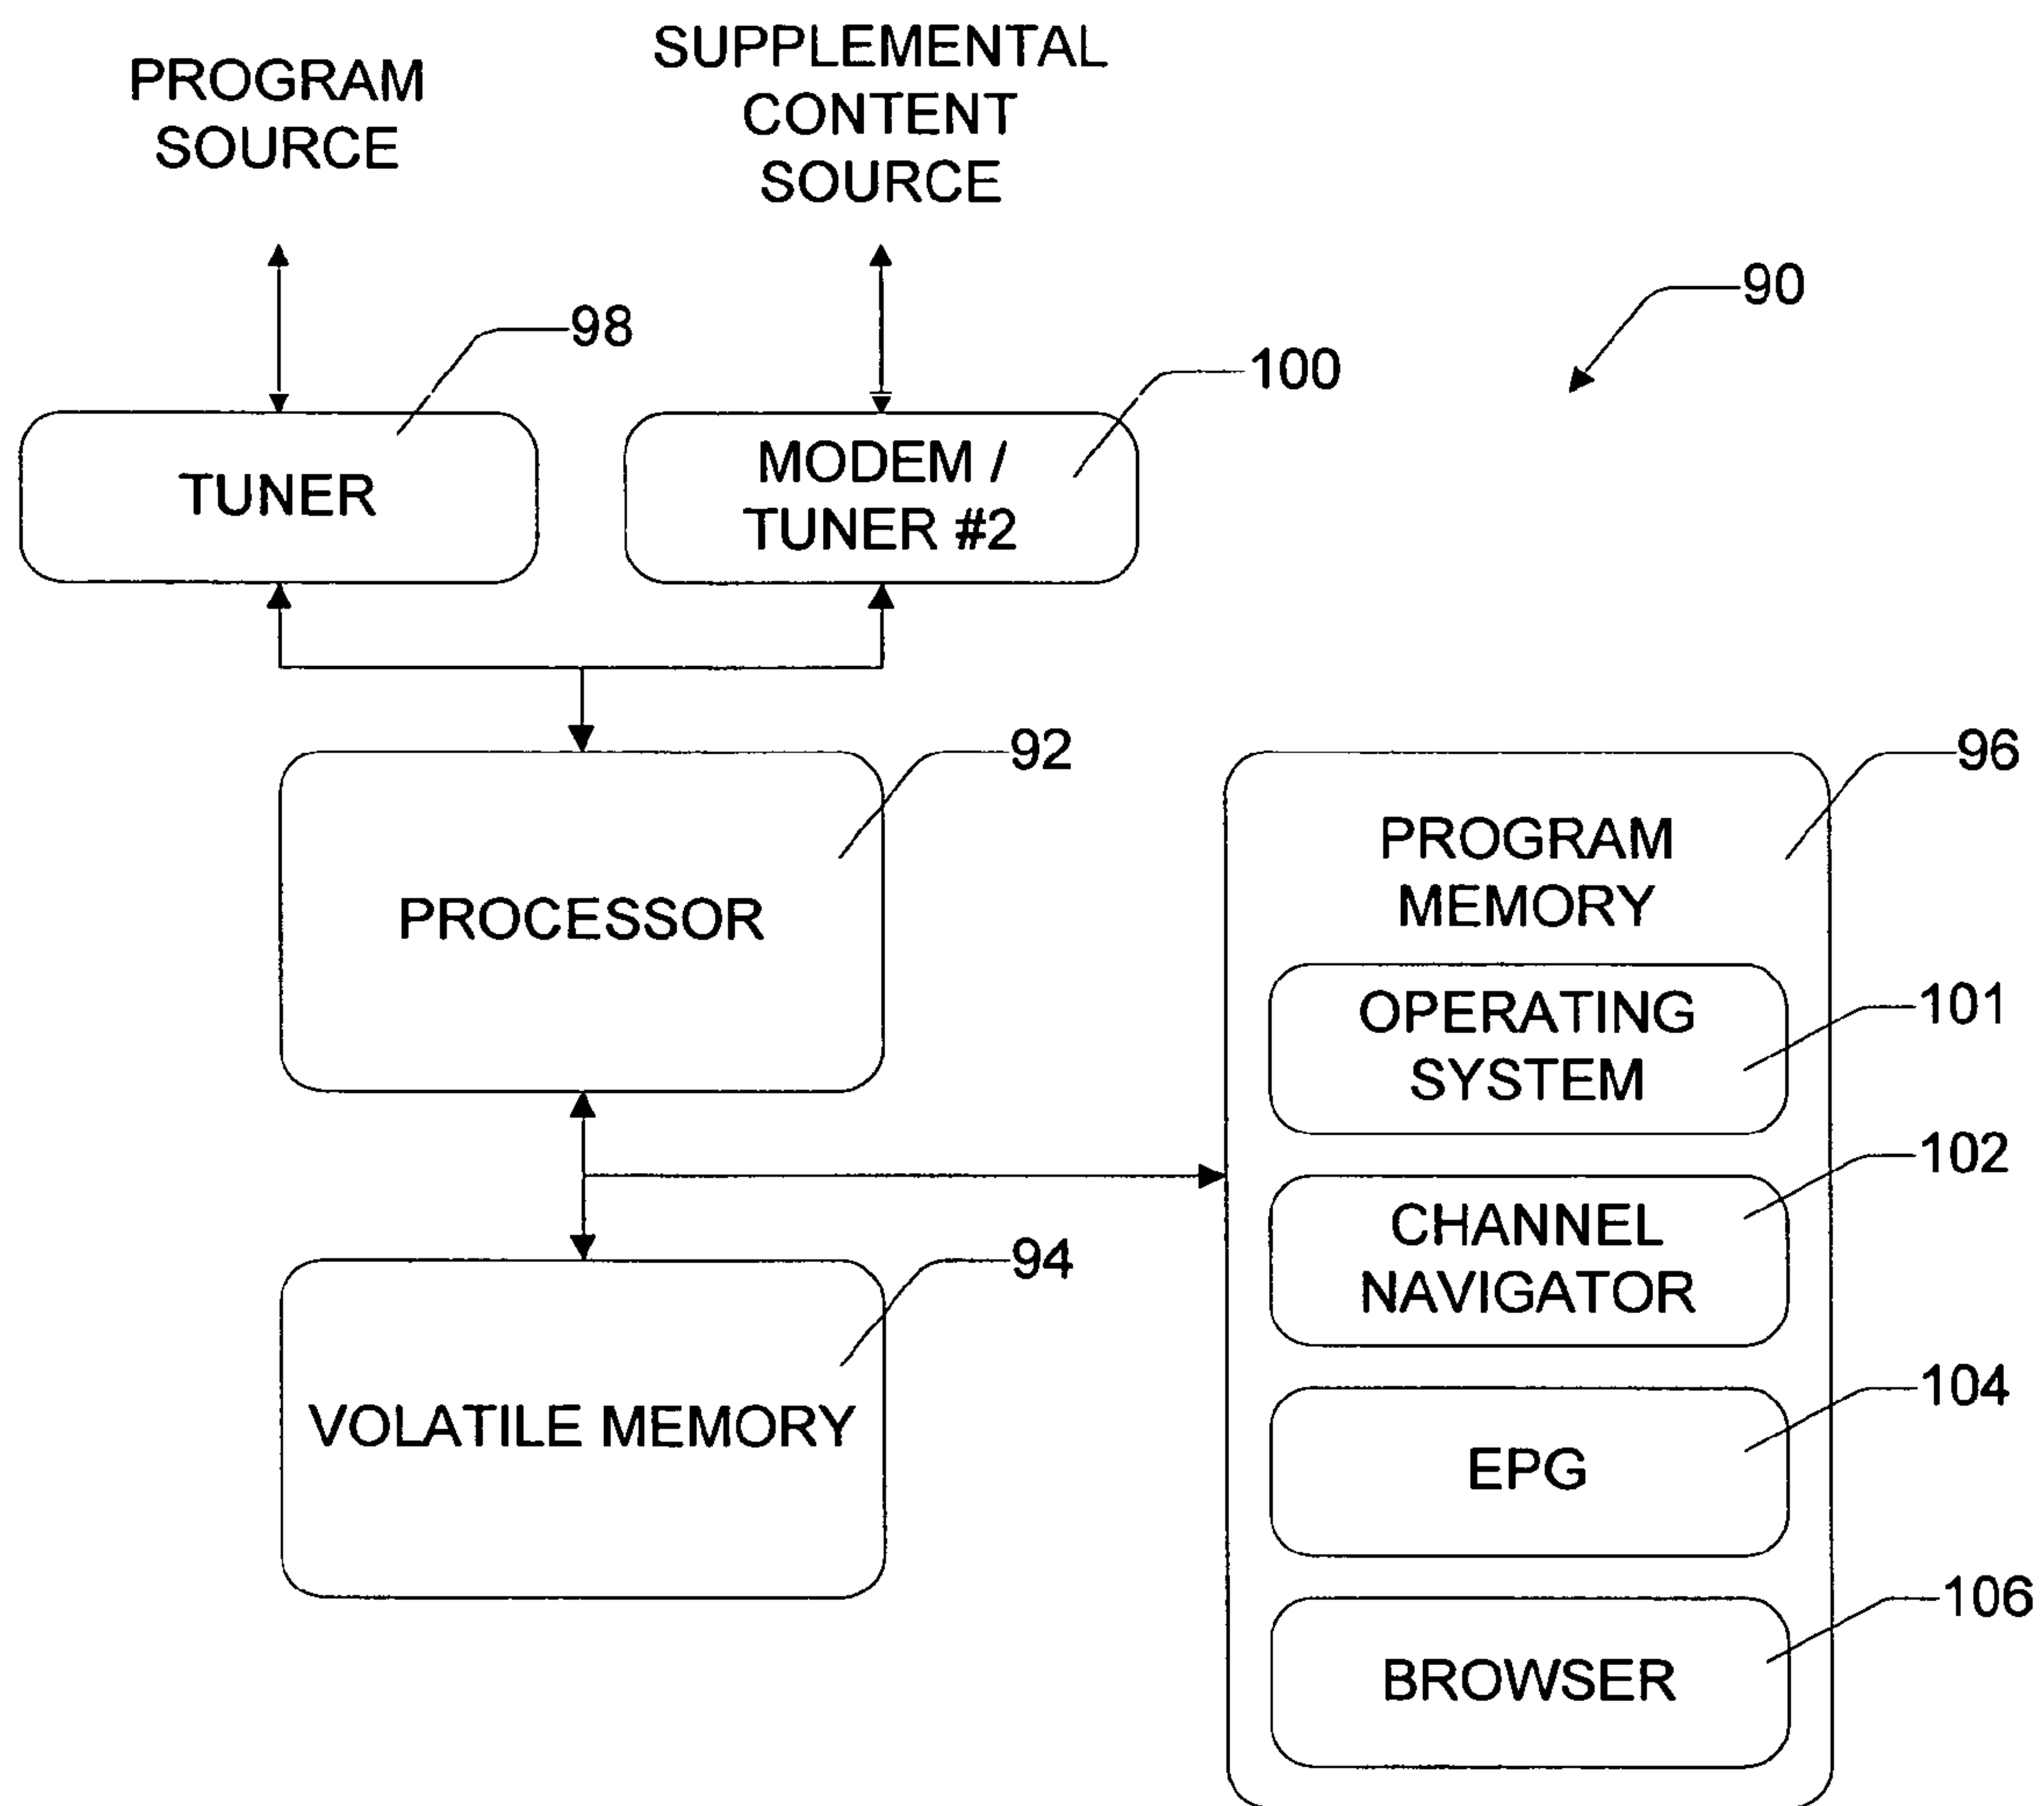 PROGRAM
SOURCE
SUPPLEMENTAL
CONTENT
SOURCE
90
98
100
TUNER
MODEM /
TUNER #2
92
96
PROCESSOR
PROGRAM
MEMORY
OPERATING
SYSTEM
101
102
CHANNEL
NAVIGATOR
94
VOLATILE MEMORY
104
EPG
106
BROWSER